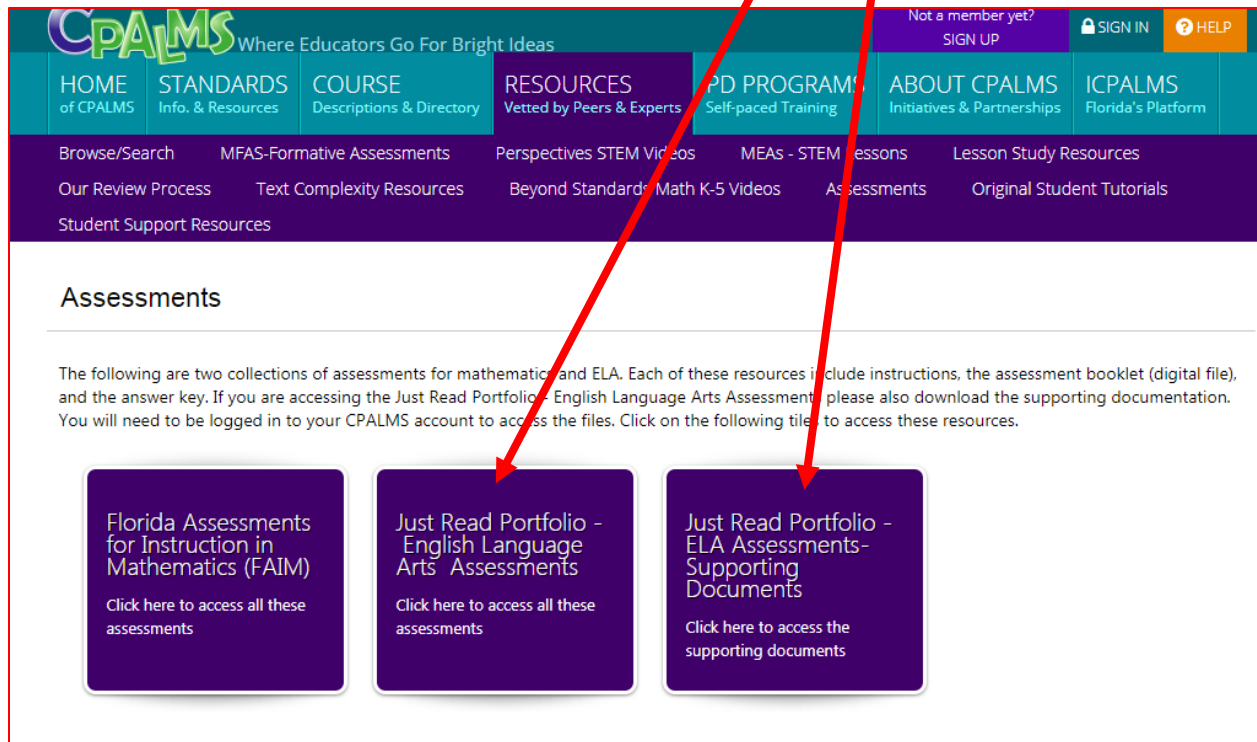 CPALMS Where Educators Go For Bright Ideas
Not a member yet?
SIGN UP
SIGN IN
? HELP
HOME
of CPALMS
STANDARDS
Info. & Resources
COURSE
Descriptions & Directory
RESOURCES
Vetted by Peers & Experts
PD PROGRAMS
Self-paced Training
ABOUT CPALMS
Initiatives & Partnerships
ICPALMS
Florida's Platform
Browse/Search MFAS-Formative Assessments Perspectives STEM Videos MEAs - STEM Lessons Lesson Study Resources
Our Review Process Text Complexity Resources Beyond Standards Math K-5 Videos Assessments Original Student Tutorials
Student Support Resources
Assessments
The following are two collections of assessments for mathematics and ELA. Each of these resources include instructions, the assessment booklet (digital file),
and the answer key. If you are accessing the Just Read Portfolio - English Language Arts Assessments please also download the supporting documentation.
You will need to be logged in to your CPALMS account to access the files. Click on the following tiles to access these resources.
Florida Assessments
for Instruction in
Mathematics (FAIM)
Click here to access all these
assessments
Just Read Portfolio -
English Language
Arts Assessments
Click here to access all these
assessments
Just Read Portfolio -
ELA Assessments-
Supporting
Documents
Click here to access the
supporting documents